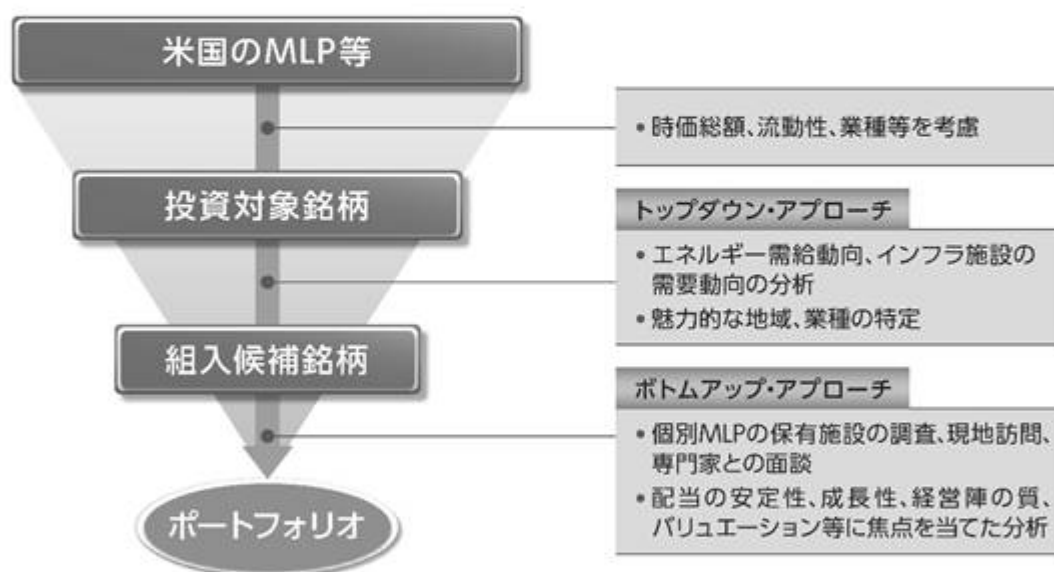 米国のMLP等
• 時価総額、流動性、業種等を考慮
投資対象銘柄
トップダウン・アプローチ
• エネルギー需給動向、インフラ施設の
需要動向の分析
• 魅力的な地域、業種の特定
組入候補銘柄
ボトムアップ・アプローチ
• 個別MLPの保有施設の調査、現地訪問、
専門家との面談
• 配当の安定性、成長性、経営陣の質、
バリュエーション等に焦点を当てた分析
ポートフォリオ